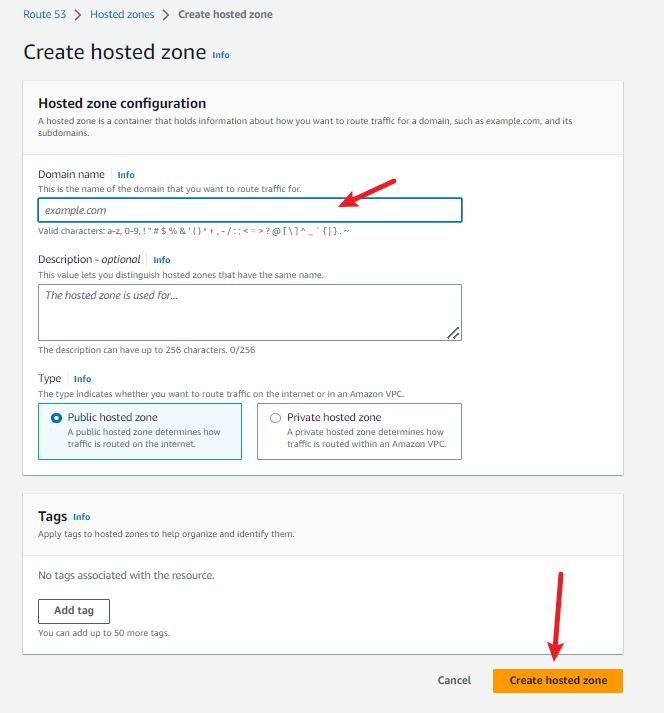 Route 53 > Hosted zones > Create hosted zone
Create hosted zone Info
Hosted zone configuration
A hosted zone is a container that holds information about how you want to route traffic for a domain, such as example.com, and its
subdomains.
Domain name Info
This is the name of the domain that you want to route traffic for.
example.com
Valid characters: a-z, 0-9, ! " # $ % & ' ( ) * + , - / : ; < = > ? @ [ \ ] ^ _ ` { | } . ~
Description - optional Info
This value lets you distinguish hosted zones that have the same name.
The hosted zone is used for...
The description can have up to 256 characters. 0/256
Type Info
The type indicates whether you want to route traffic on the internet or in an Amazon VPC.
Public hosted zone
A public hosted zone determines how
traffic is routed on the internet.
Private hosted zone
A private hosted zone determines how
traffic is routed within an Amazon VPC.
Tags Info
Apply tags to hosted zones to help organize and identify them.
No tags associated with the resource.
Add tag
You can add up to 50 more tags.
Cancel Create hosted zone